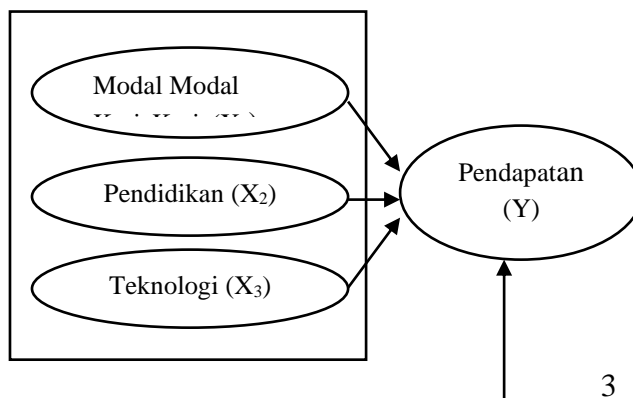 Modal Modal
Pendidikan (X2)
Teknologi (X3)
Pendapatan
(Y)
3